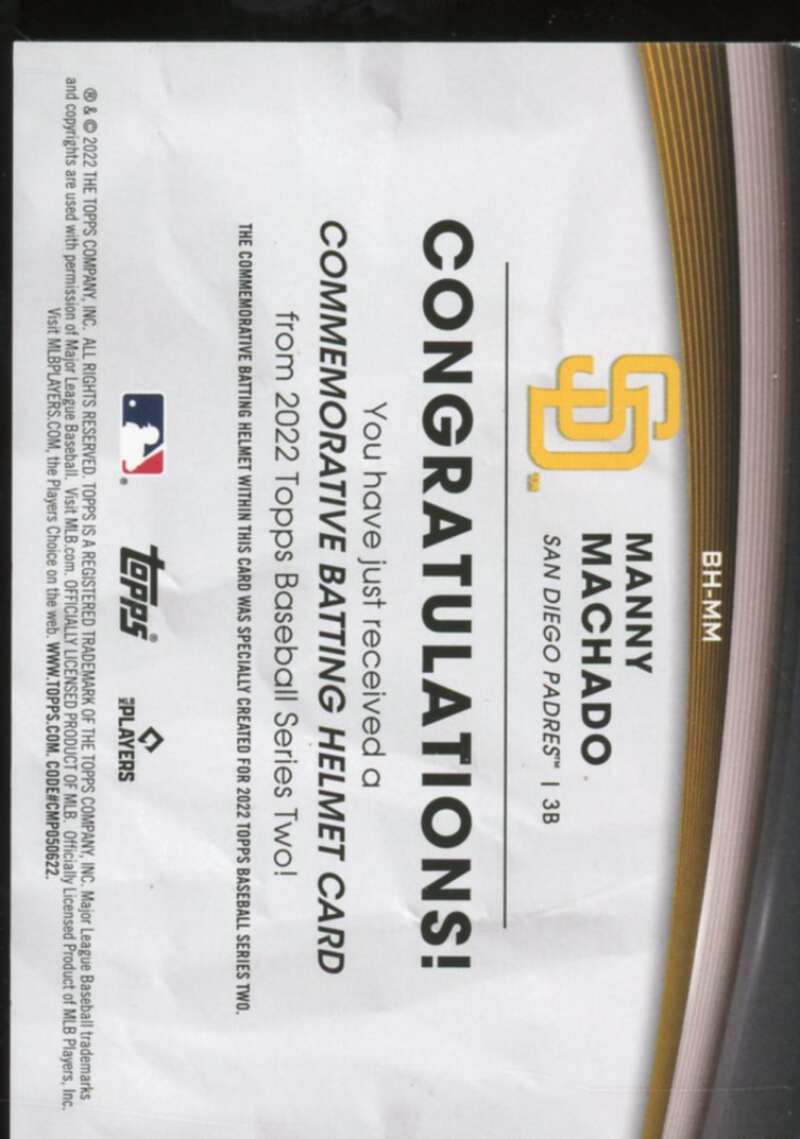 BH-MM
SD™
MANNY
MACHADO
SAN DIEGO PADRES™ | 3B
CONGRATULATIONS!
You have just received a
COMMEMORATIVE BATTING HELMET CARD
from 2022 Topps Baseball Series Two!
THE COMMEMORATIVE BATTING HELMET WITHIN THIS CARD WAS SPECIALLY CREATED FOR 2022 TOPPS BASEBALL SERIES TWO.
® topps® MLB PLAYERS
® & © 2022 THE TOPPS COMPANY, INC. ALL RIGHTS RESERVED. TOPPS IS A REGISTERED TRADEMARK OF THE TOPPS COMPANY, INC. Major League Baseball trademarks
and copyrights are used with permission of Major League Baseball. Visit MLB.com. OFFICIALLY LICENSED PRODUCT OF MLB. Officially Licensed Product of MLB Players, Inc.
Visit MLBPLAYERS.COM, the Players Choice on the web. WWW.TOPPS.COM. CODE#CMP050622.